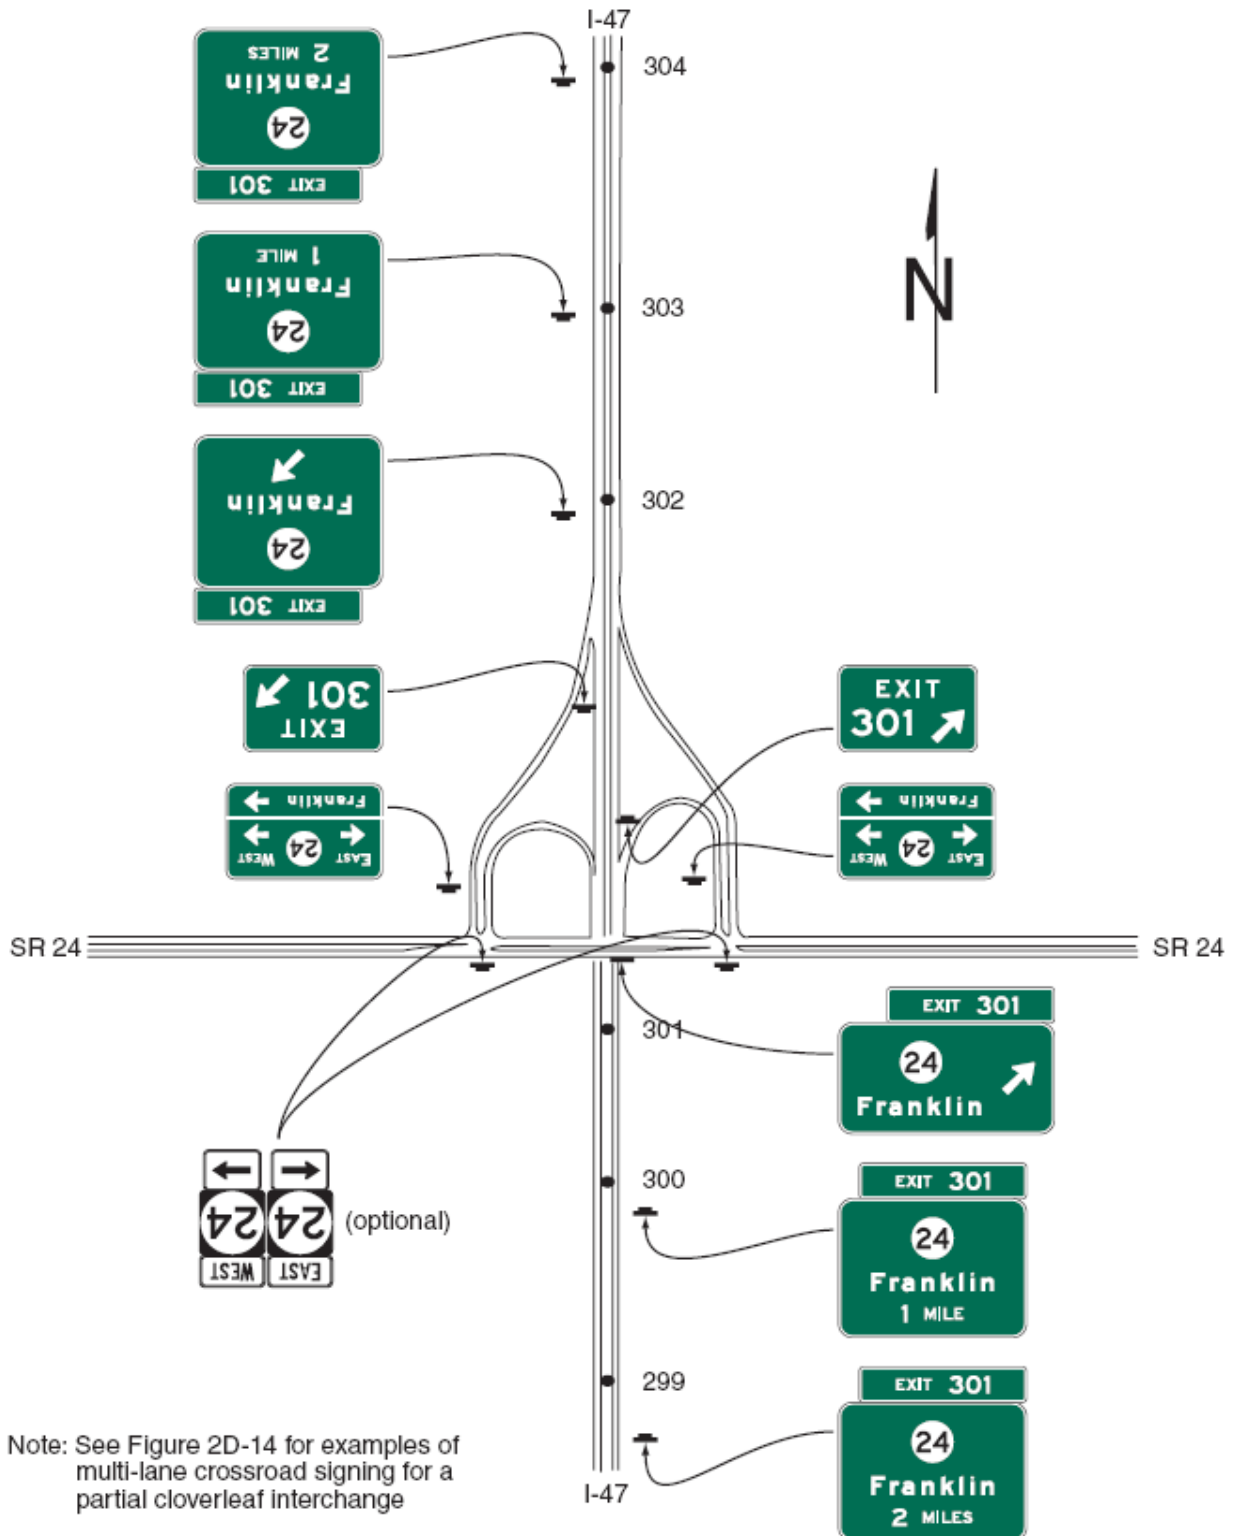 I-47
2 MILES
Franklin
24
EXIT 301
304
1 MILE
Franklin
24
EXIT 301
303
N
Franklin
24
EXIT 301
302
EXIT
301
EXIT
301
Franklin
EAST 24 WEST
Franklin
EAST 24 WEST
SR 24
SR 24
301
EXIT 301
24
Franklin
WEST
24
EAST
24
(optional)
300
EXIT 301
24
Franklin
1 MILE
299
EXIT 301
24
Franklin
2 MILES
Note: See Figure 2D-14 for examples of
multi-lane crossroad signing for a
partial cloverleaf interchange
I-47